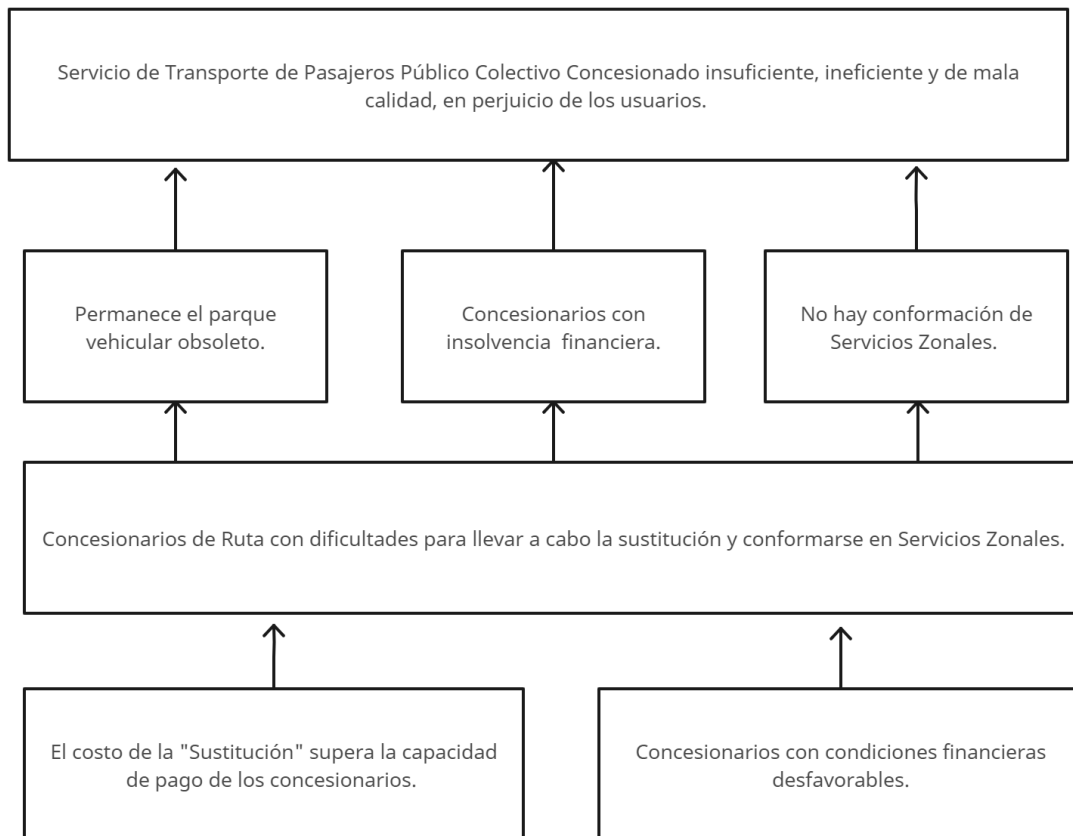 Servicio de Transporte de Pasajeros Público Colectivo Concesionado insuficiente, ineficiente y de mala
calidad, en perjuicio de los usuarios.
Permanece el parque
vehicular obsoleto.
Concesionarios con
insolvencia financiera.
No hay conformación de
Servicios Zonales.
Concesionarios de Ruta con dificultades para llevar a cabo la sustitución y conformarse en Servicios Zonales.
El costo de la "Sustitución" supera la capacidad
de pago de los concesionarios.
Concesionarios con condiciones financieras
desfavorables.